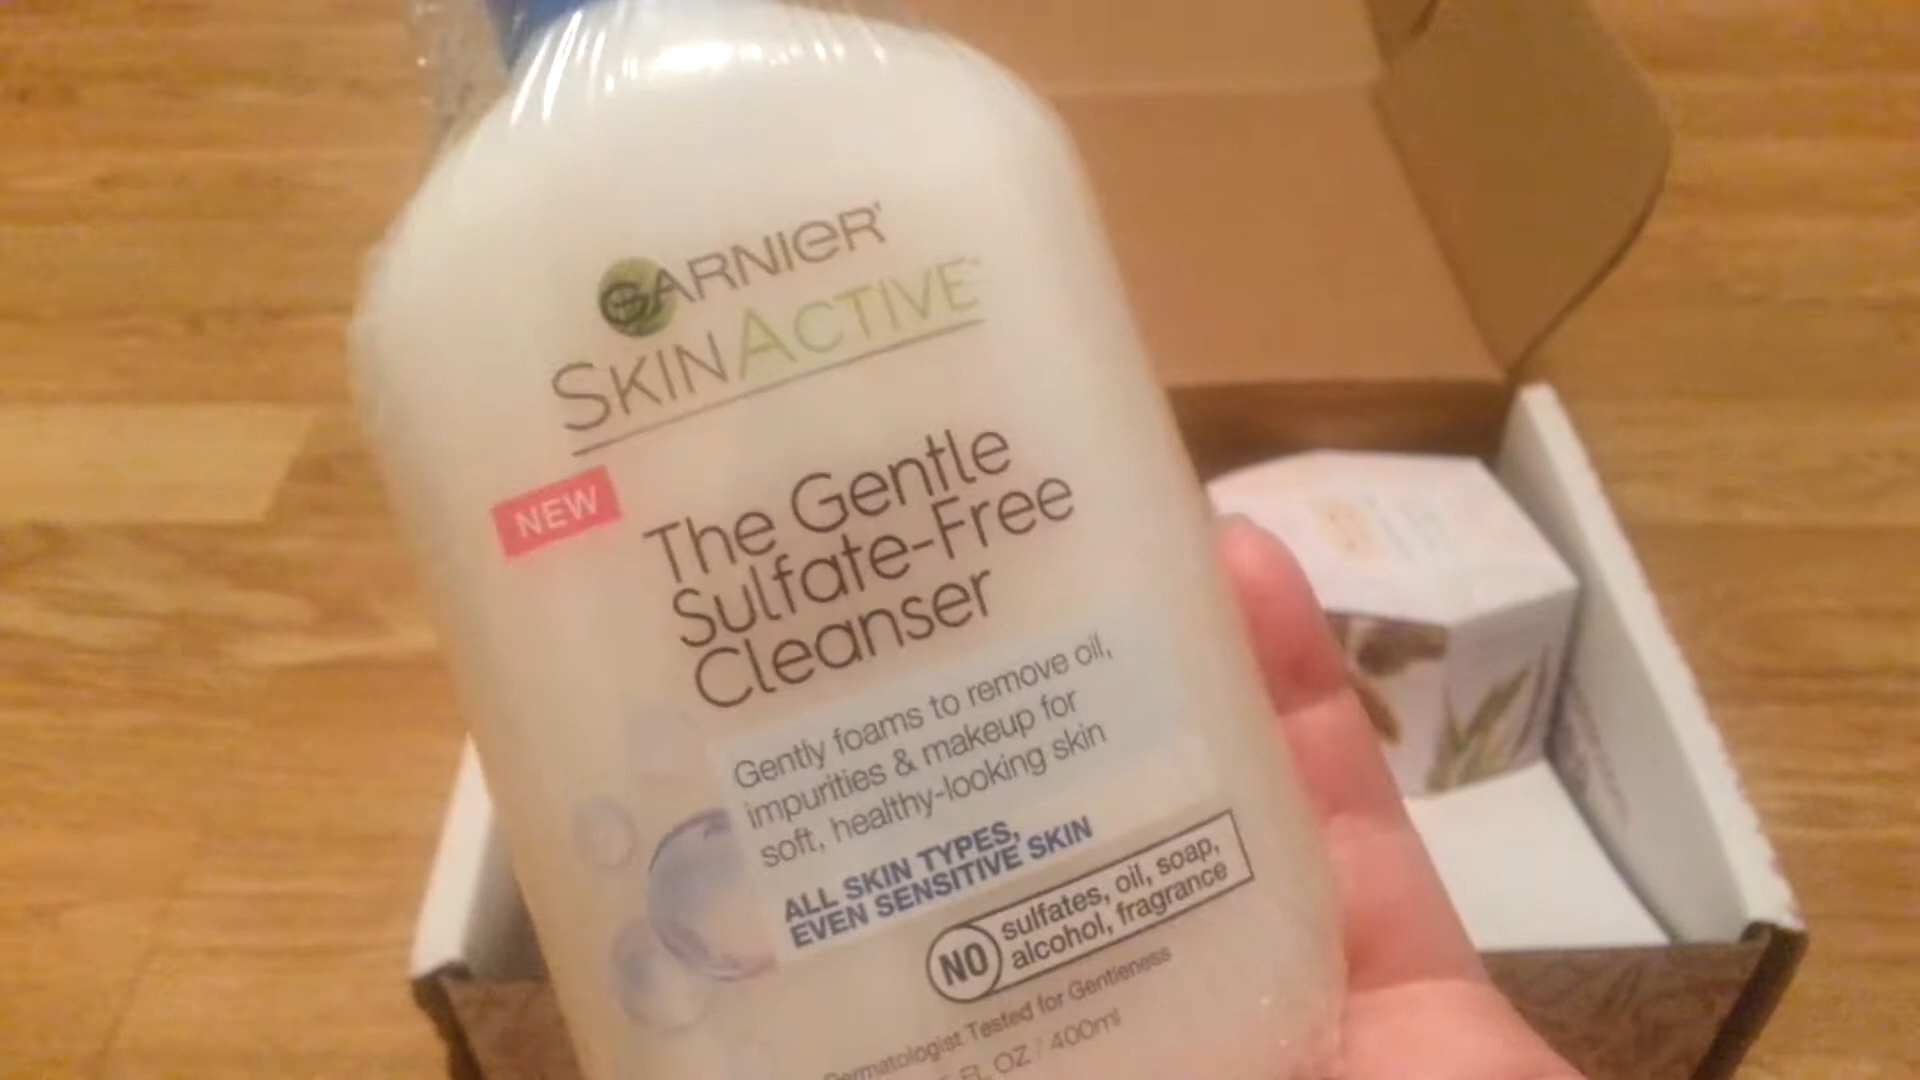 GARNIER
SKINACTIVE
NEW
The Gentle
Sulfate-Free
Cleanser
Gently foams to remove oil,
impurities & makeup for
soft, healthy-looking skin
ALL SKIN TYPES,
EVEN SENSITIVE SKIN
NO
sulfates, oil, soap,
alcohol, fragrance
Dermatologist Tested for Gentleness
FL OZ / 400ml